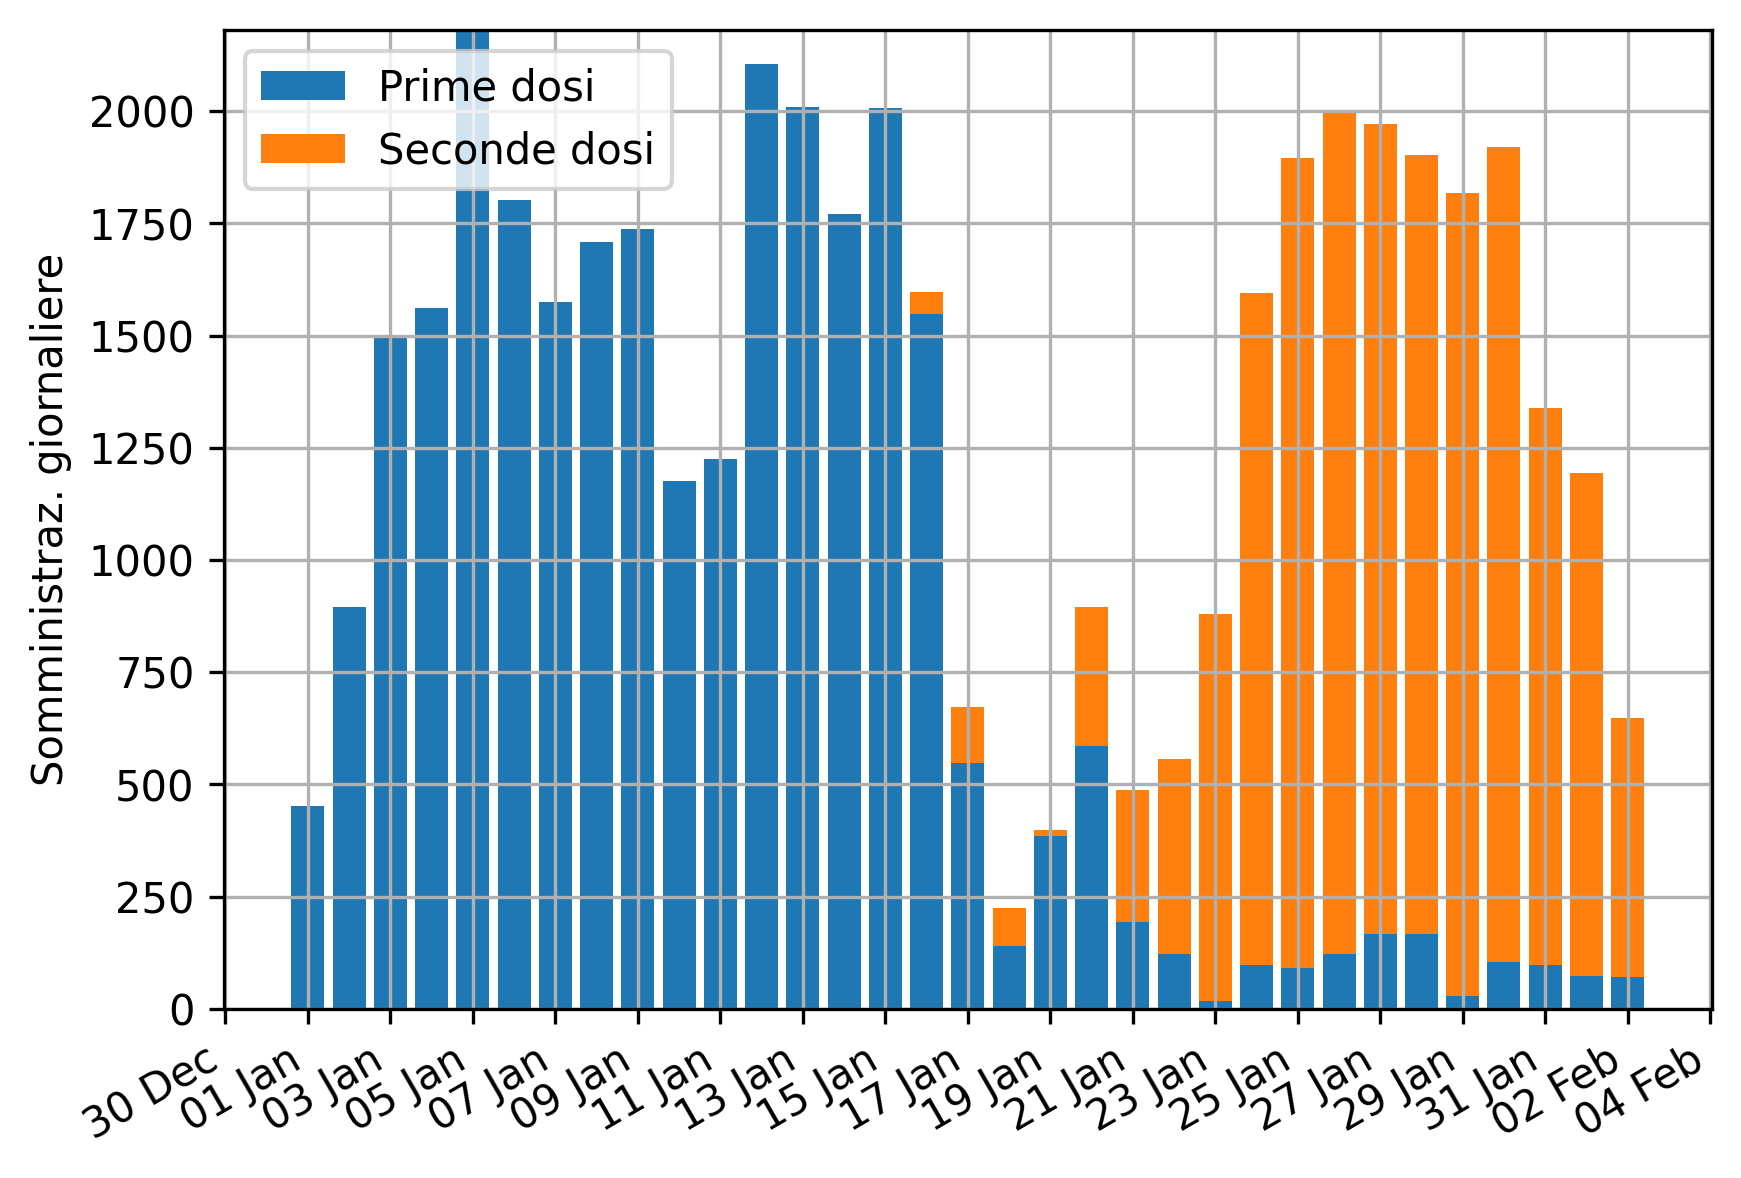 Prime dosi
Seconde dosi
Somministraz. giornaliere
2000
1750
1500
1250
1000
750
500
250
0
30 Dec
01 Jan
03 Jan
05 Jan
07 Jan
09 Jan
11 Jan
13 Jan
15 Jan
17 Jan
19 Jan
21 Jan
23 Jan
25 Jan
27 Jan
29 Jan
31 Jan
02 Feb
04 Feb